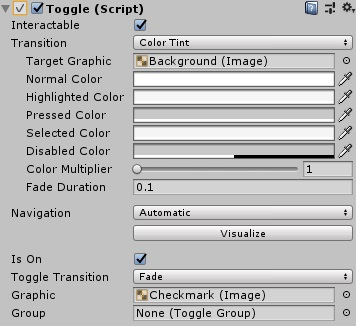 Toggle (Script)
Interactable
Transition Color Tint
Target Graphic Background (Image)
Normal Color
Highlighted Color
Pressed Color
Selected Color
Disabled Color
Color Multiplier 1
Fade Duration 0.1
Navigation Automatic
Visualize
Is On
Toggle Transition Fade
Graphic Checkmark (Image)
Group None (Toggle Group)